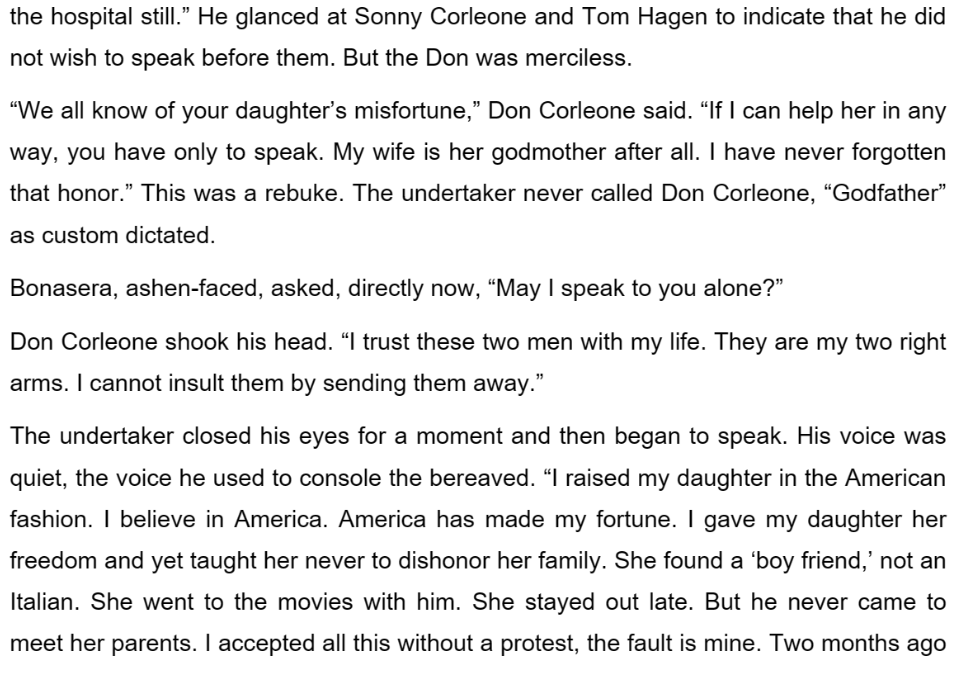 the hospital still.” He glanced at Sonny Corleone and Tom Hagen to indicate that he did
not wish to speak before them. But the Don was merciless.
“We all know of your daughter’s misfortune,” Don Corleone said. “If I can help her in any
way, you have only to speak. My wife is her godmother after all. I have never forgotten
that honor.” This was a rebuke. The undertaker never called Don Corleone, “Godfather”
as custom dictated.
Bonasera, ashen-faced, asked, directly now, “May I speak to you alone?”
Don Corleone shook his head. “I trust these two men with my life. They are my two right
arms. I cannot insult them by sending them away.”
The undertaker closed his eyes for a moment and then began to speak. His voice was
quiet, the voice he used to console the bereaved. “I raised my daughter in the American
fashion. I believe in America. America has made my fortune. I gave my daughter her
freedom and yet taught her never to dishonor her family. She found a ‘boy friend,’ not an
Italian. She went to the movies with him. She stayed out late. But he never came to
meet her parents. I accepted all this without a protest, the fault is mine. Two months ago